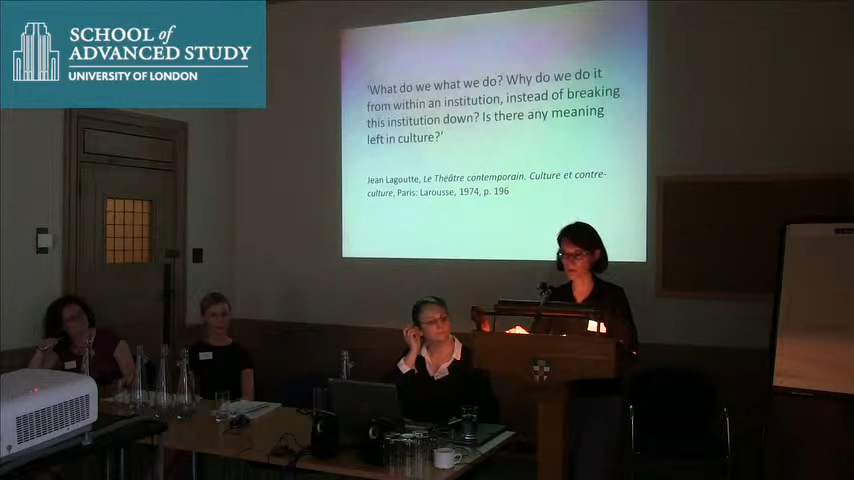 SCHOOL of
ADVANCED STUDY
UNIVERSITY OF LONDON
‘What do we what we do? Why do we do it
from within an institution, instead of breaking
this institution down? Is there any meaning
left in culture?’
Jean Lagoutte, Le Théâtre contemporain. Culture et contre-
culture, Paris: Larousse, 1974, p. 196